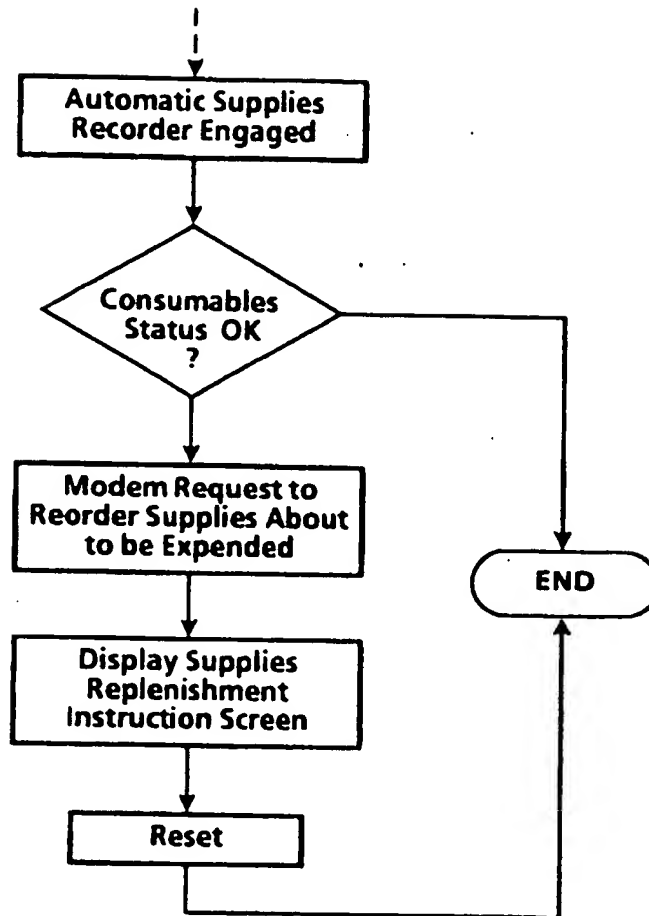 Automatic Supplies
Recorder Engaged
Consumables
Status OK
?
Modem Request to
Reorder Supplies About
to be Expended
END
Display Supplies
Replenishment
Instruction Screen
Reset